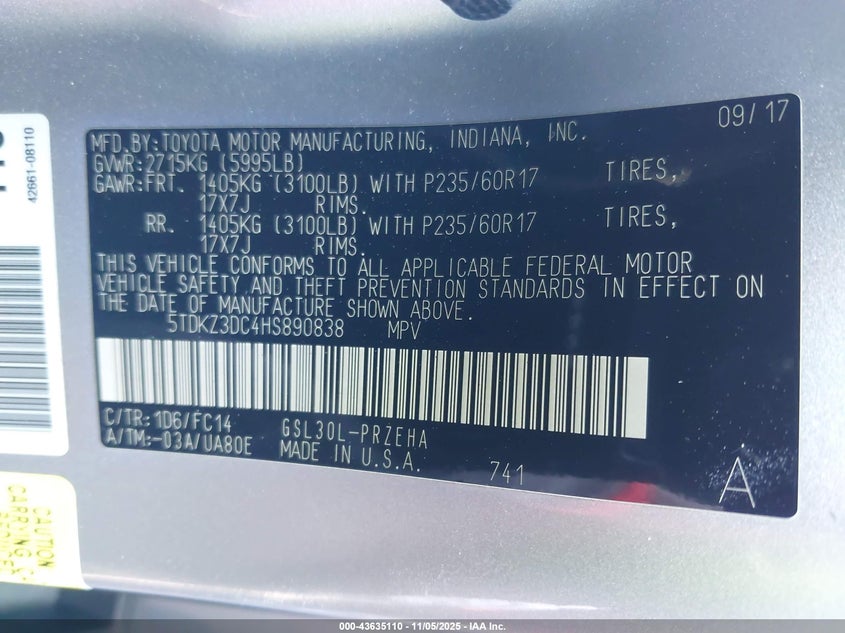 09/17
MFD.BY:TOYOTA MOTOR MANUFACTURING, INDIANA, INC.
GVWR:2715KG (5995LB)
GAWR:FRT. 1405KG (3100LB) WITH P235/60R17 TIRES,
17X7J RIMS.
RR. 1405KG (3100LB) WITH P235/60R17 TIRES,
17X7J RIMS.
THIS VEHICLE CONFORMS TO ALL APPLICABLE FEDERAL MOTOR
VEHICLE SAFETY AND THEFT PREVENTION STANDARDS IN EFFECT ON
THE DATE OF MANUFACTURE SHOWN ABOVE.
5TDKZ3DC4HS890838 MPV
C/TR:1D6/FC14 GSL30L-PRZEHA
A/TM:-03A/UA80E MADE IN U.S.A. 741
A
42661-08110
CAUTION
CARRYING
000-43635110 - 11/05/2025 - IAA Inc.